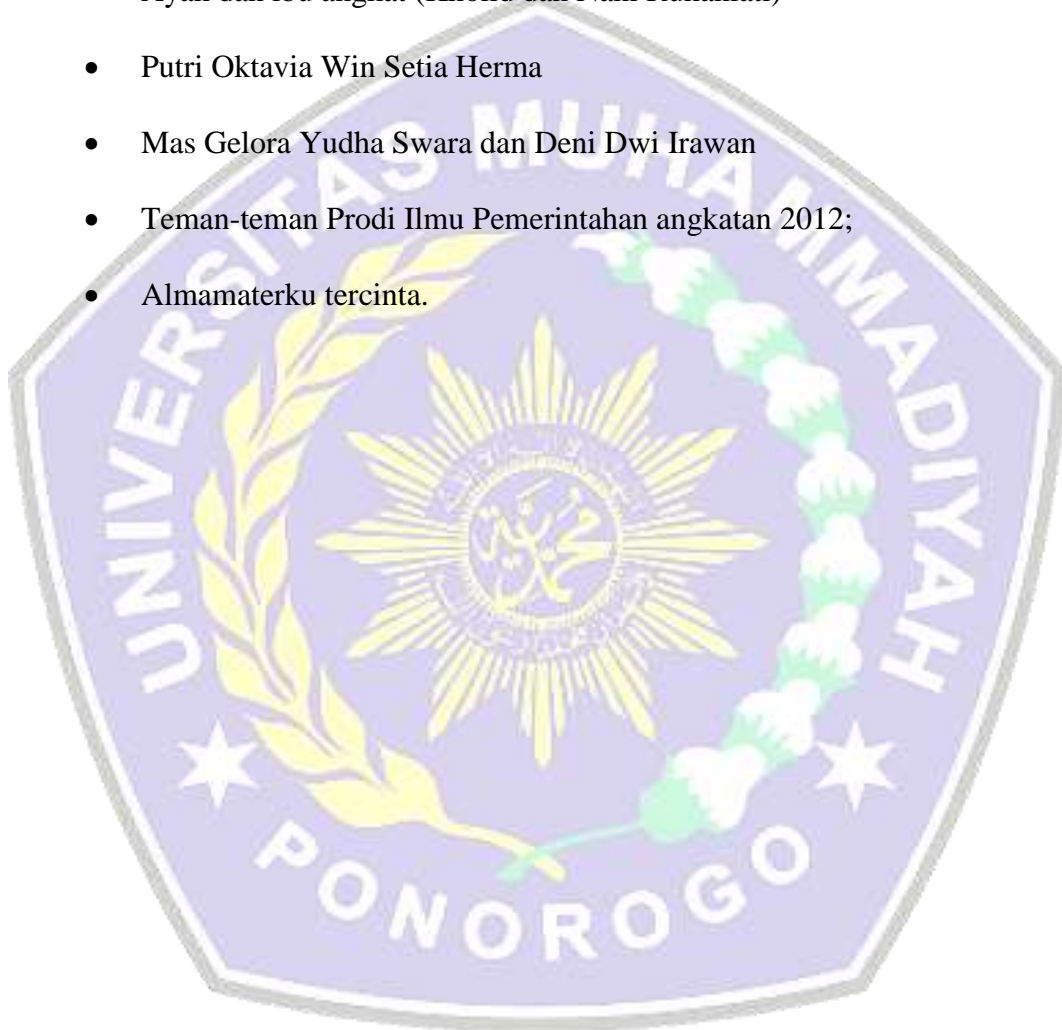 Ayah dan ibu angkat
• Putri Oktavia Win Setia Herma
• Mas Gelora Yudha Swara dan Deni Dwi Irawan
• Teman-teman Prodi Ilmu Pemerintahan angkatan 2012;
• Almamaterku tercinta.
UNIVERSITAS MUHAMMADIYAH
PONOROGO
محمدية